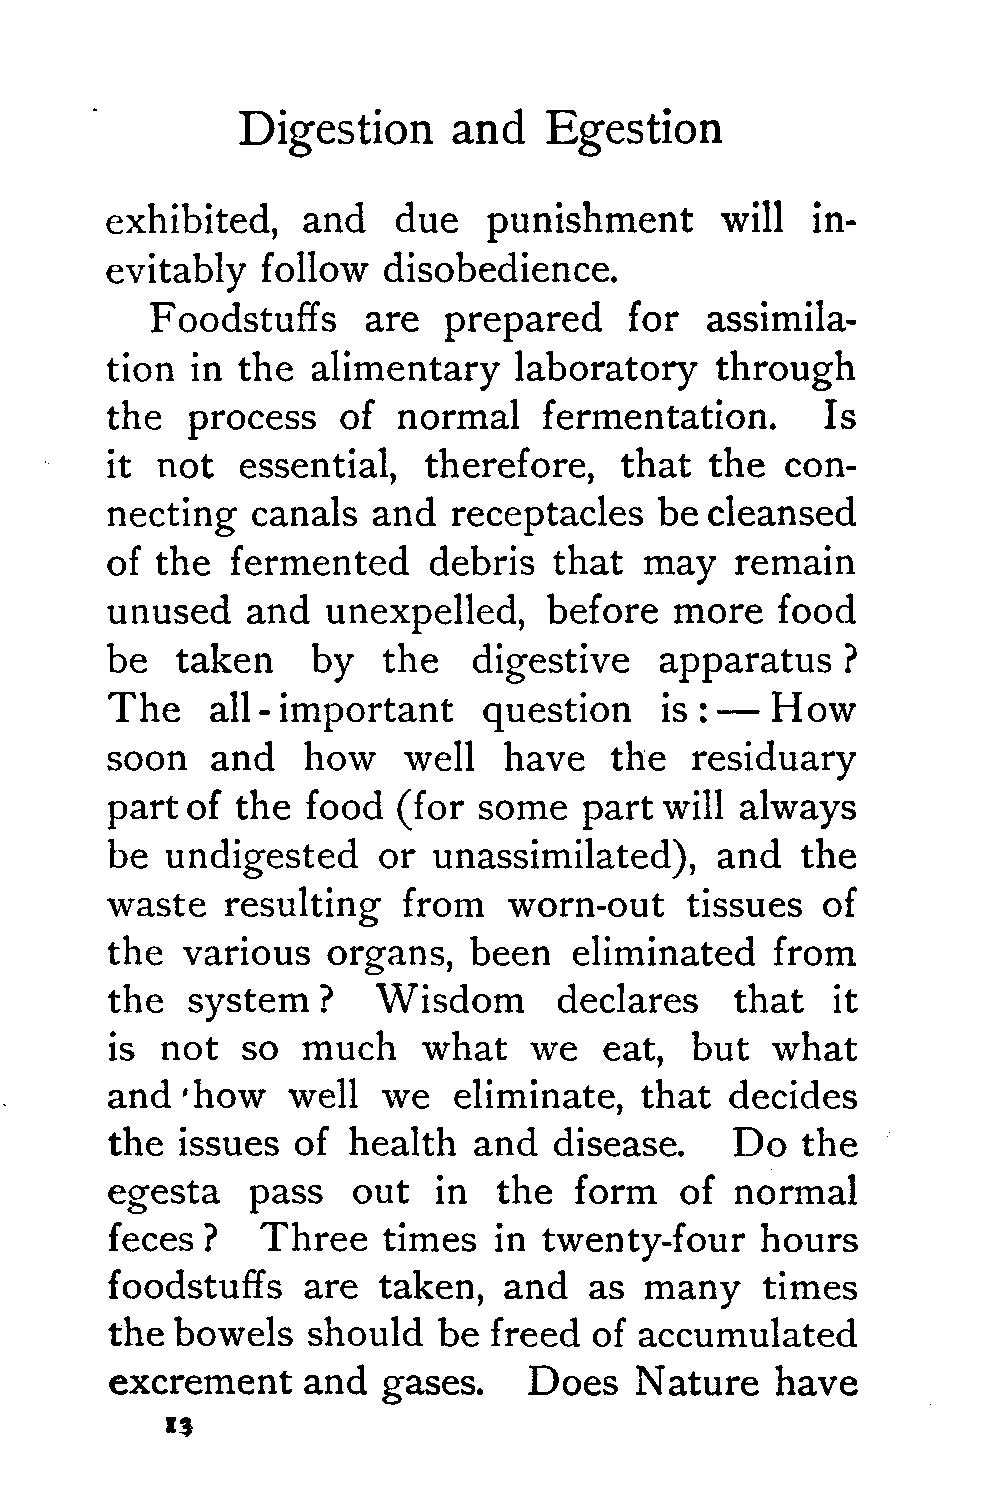 Digestion and Egestion
exhibited, and due punishment will in-
evitably follow disobedience.
Foodstuffs are prepared for assimila-
tion in the alimentary laboratory through
the process of normal fermentation. Is
it not essential, therefore, that the con-
necting canals and receptacles be cleansed
of the fermented debris that may remain
unused and unexpelled, before more food
be taken by the digestive apparatus ?
The all-important question is :— How
soon and how well have the residuary
part of the food (for some part will always
be undigested or unassimilated), and the
waste resulting from worn-out tissues of
the various organs, been eliminated from
the system ? Wisdom declares that it
is not so much what we eat, but what
and 'how well we eliminate, that decides
the issues of health and disease. Do the
egesta pass out in the form of normal
feces ? Three times in twenty-four hours
foodstuffs are taken, and as many times
the bowels should be freed of accumulated
excrement and gases. Does Nature have
13